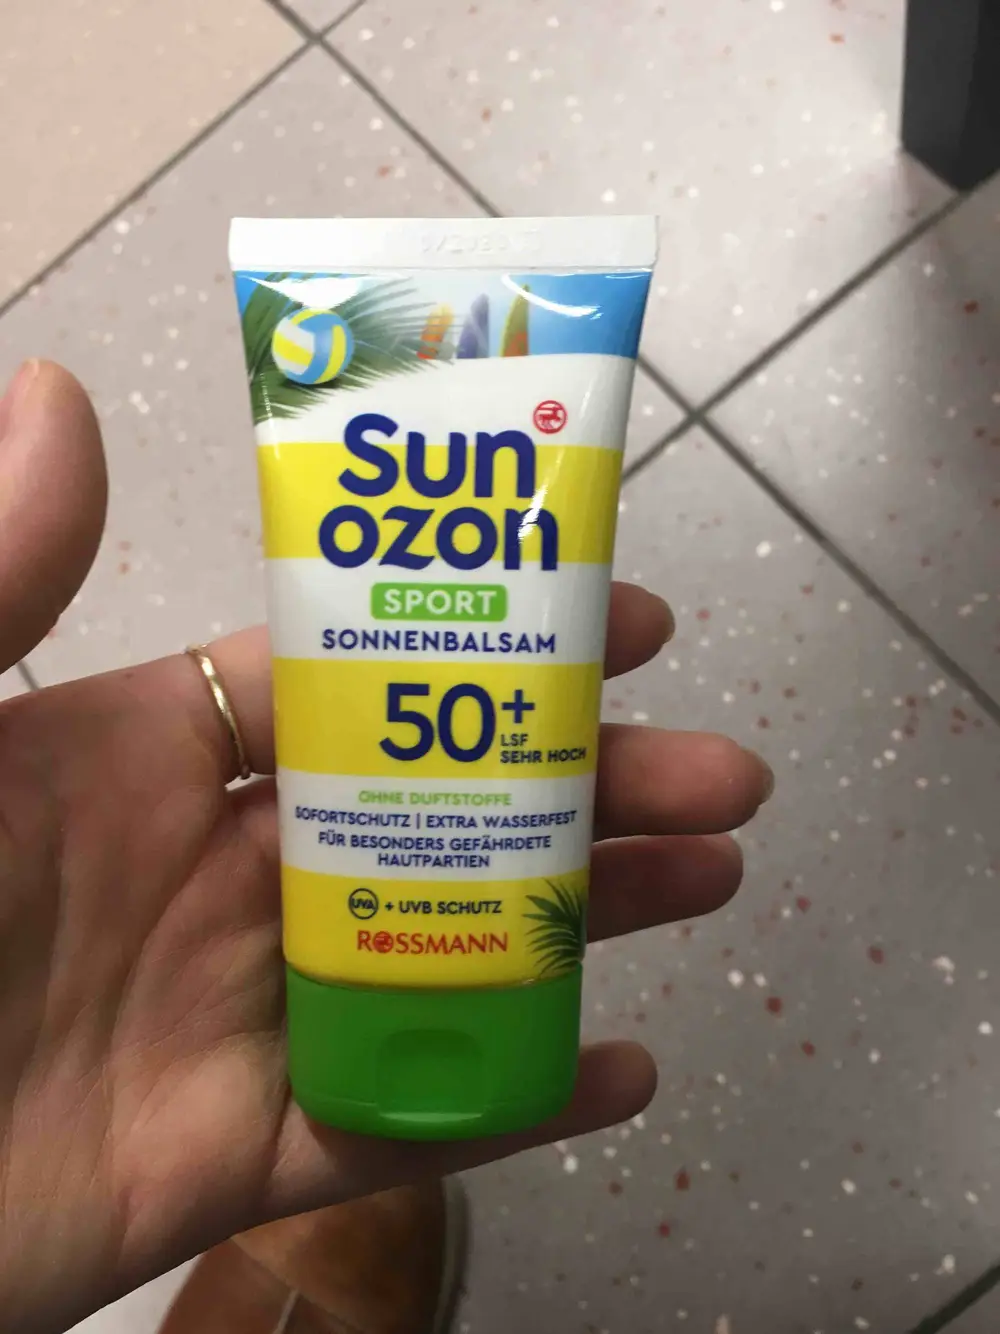 Sun
ozon
SPORT
SONNENBALSAM
50+
LSF
SEHR HOCH
OHNE DUFTSTOFFE
SOFORTSCHUTZ | EXTRA WASSERFEST
FÜR BESONDERS GEFÄHRDETE
HAUTPARTIEN
UVA + UVB SCHUTZ
ROSSMANN